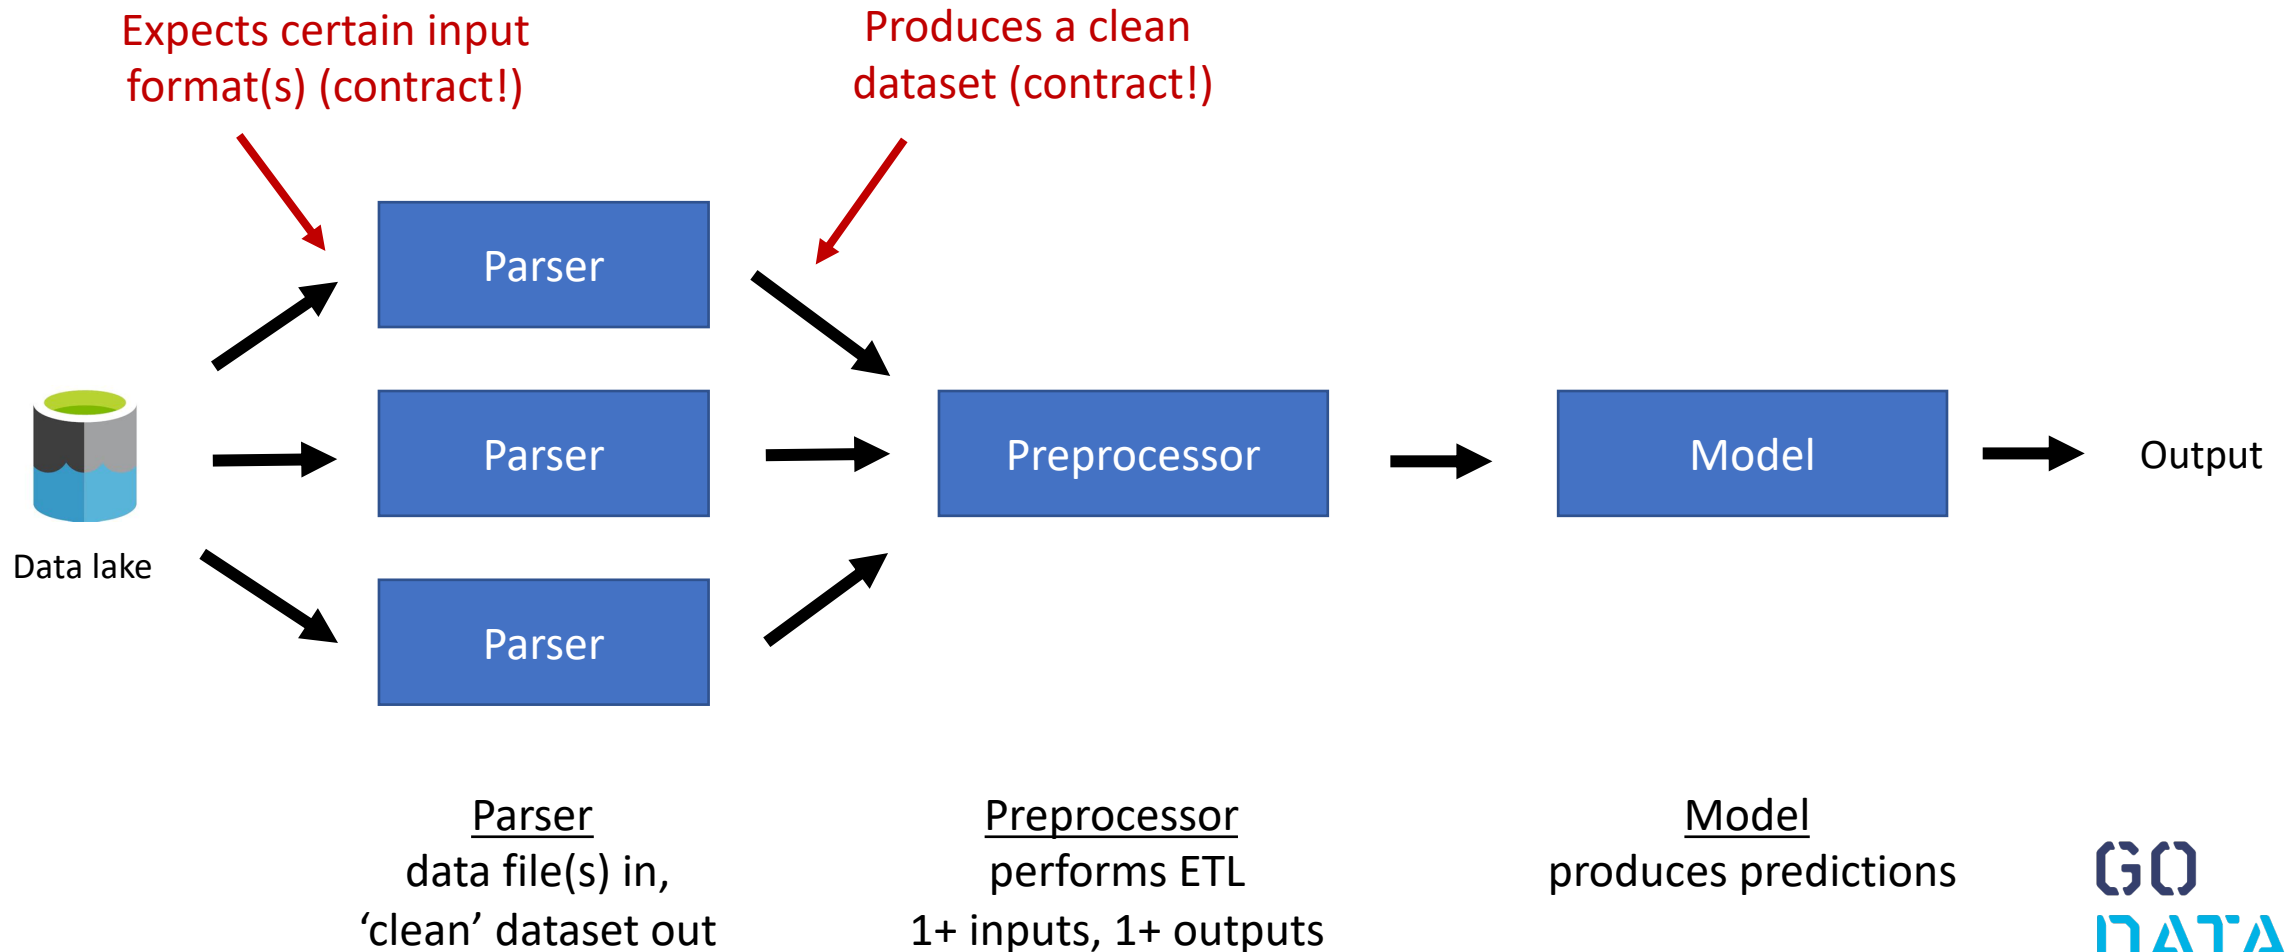 Expects certain input
format(s) (contract!)
Produces a clean
dataset (contract!)
Parser
Parser
Preprocessor
Model
Output
Data lake
Parser
Parser
data file(s) in,
‘clean’ dataset out
Preprocessor
performs ETL
1+ inputs, 1+ outputs
Model
produces predictions
GO
DATA